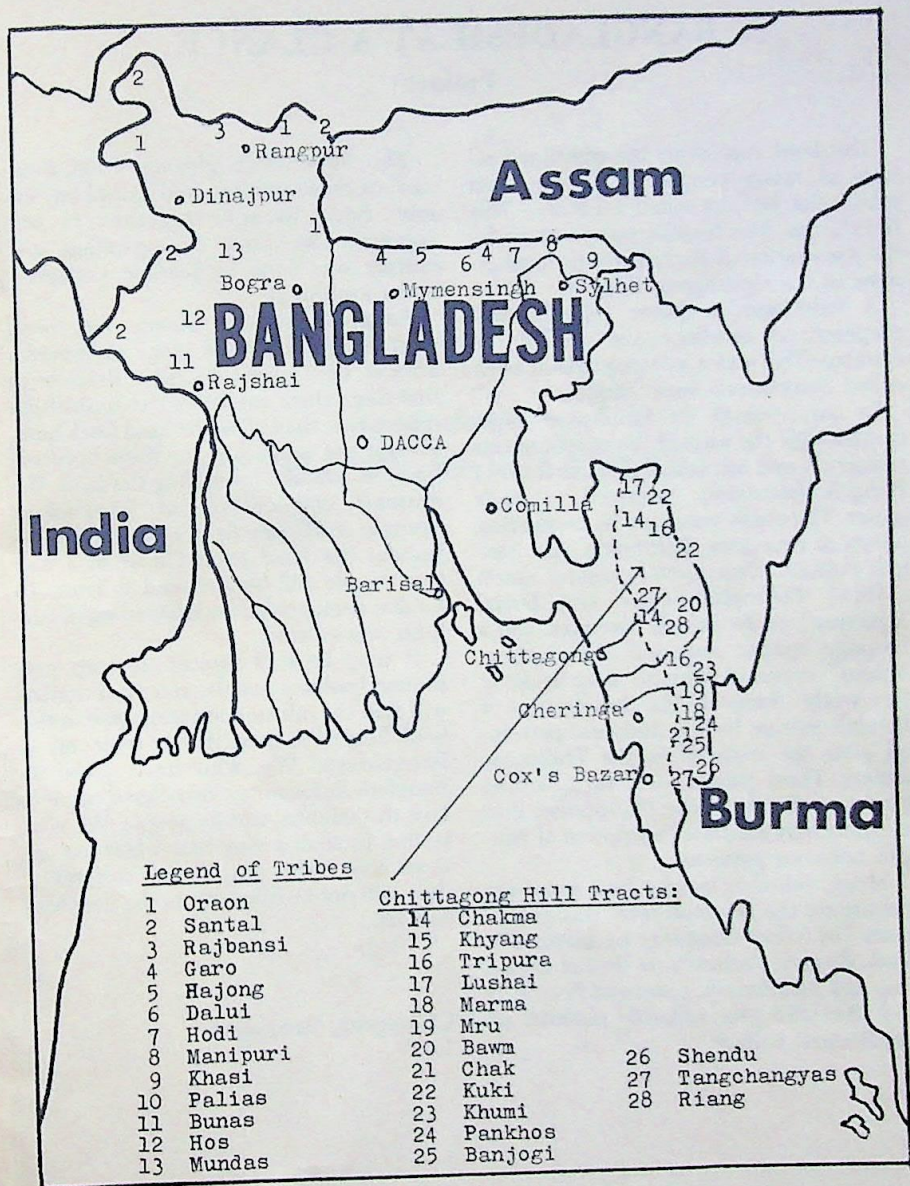 2
1
3 1 2
Rangpur
Dinajpur
Assam
1
2 13
4 5 6 4 7 8 9
Bogra
Mymensingh
Sylhet
12
BANGLADESH
2
11
Rajshai
DACCA
India
Comilla
17 22
14 16
22
Barisal
27 20
14 28
Chittagong
16 23
19
Cheringa
18 24
21 25
26
Cox's Bazar
27
Burma
Legend of Tribes
1 Oraon
2 Santal
3 Rajbansi
4 Garo
5 Hajong
6 Dalui
7 Hodi
8 Manipuri
9 Khasi
10 Palias
11 Bunas
12 Hos
13 Mundas
Chittagong Hill Tracts:
14 Chakma
15 Khyang
16 Tripura
17 Lushai
18 Marma
19 Mru
20 Bawm
21 Chak
22 Kuki
23 Khumi
24 Pankhos
25 Banjogi
26 Shendu
27 Tangchangyas
28 Riang